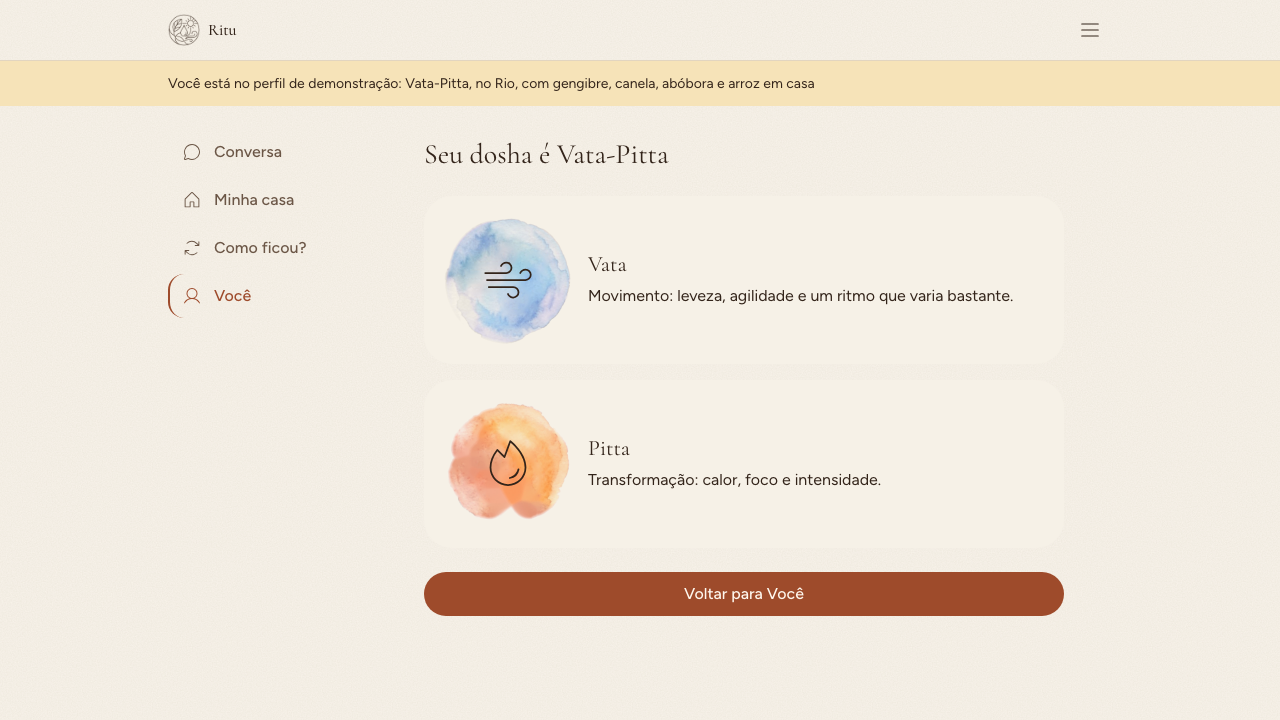 Ritu
Você está no perfil de demonstração: Vata-Pitta, no Rio, com gengibre, canela, abóbora e arroz em casa
Conversa
Minha casa
Como ficou?
Você
Seu dosha é Vata-Pitta
Vata
Movimento: leveza, agilidade e um ritmo que varia bastante.
Pitta
Transformação: calor, foco e intensidade.
Voltar para Você